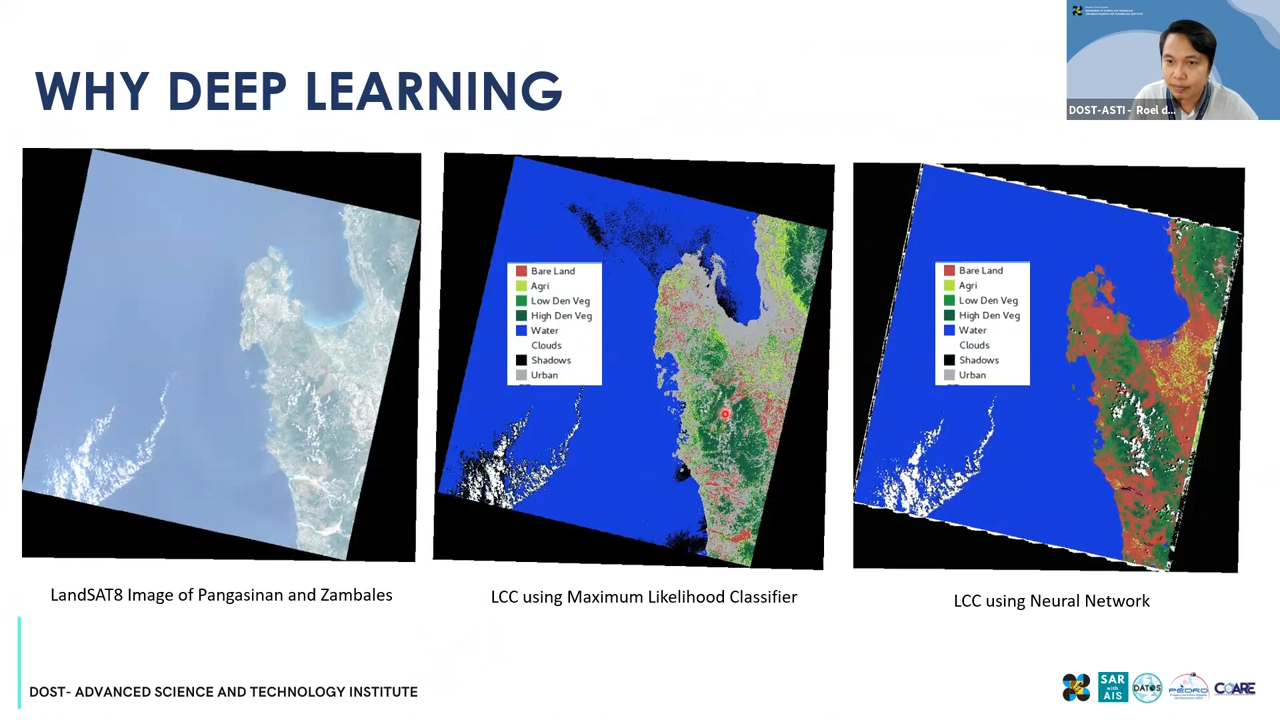 WHY DEEP LEARNING
DOST-ASTI - Roel d...
Bare Land
Agri
Low Den Veg
High Den Veg
Water
Clouds
Shadows
Urban
Bare Land
Agri
Low Den Veg
High Den Veg
Water
Clouds
Shadows
Urban
LandSAT8 Image of Pangasinan and Zambales
LCC using Maximum Likelihood Classifier
LCC using Neural Network
DOST- ADVANCED SCIENCE AND TECHNOLOGY INSTITUTE
SAR
with
AIS
DATOS
PEDRO
COARE